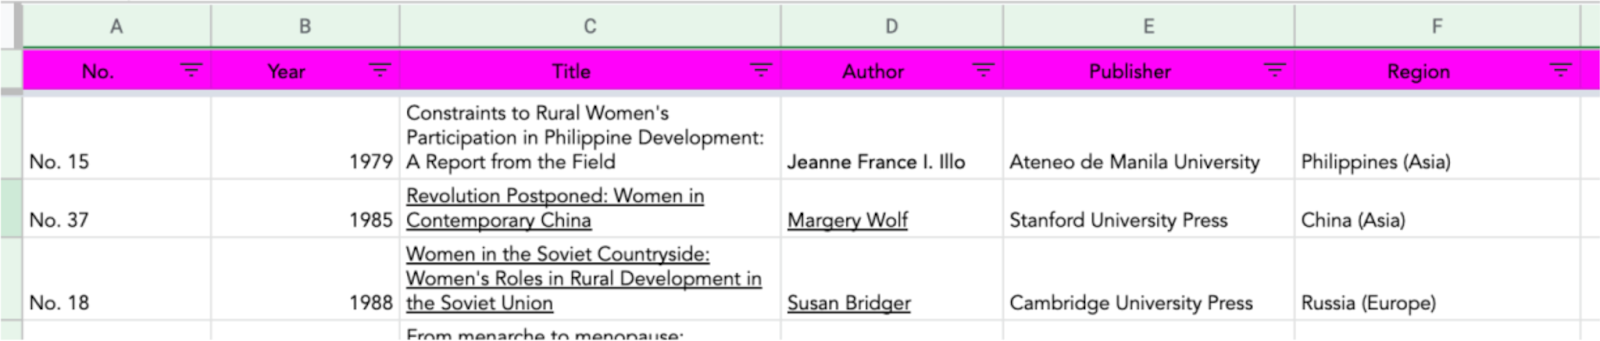 A B C D E F
No. Year Title Author Publisher Region
Constraints to Rural Women's
Participation in Philippine Development:
No. 15 1979 A Report from the Field Jeanne France I. Illo Ateneo de Manila University Philippines (Asia)
Revolution Postponed: Women in
No. 37 1985 Contemporary China Margery Wolf Stanford University Press China (Asia)
Women in the Soviet Countryside:
Women's Roles in Rural Development in
No. 18 1988 the Soviet Union Susan Bridger Cambridge University Press Russia (Europe)
From menarche to menopause: